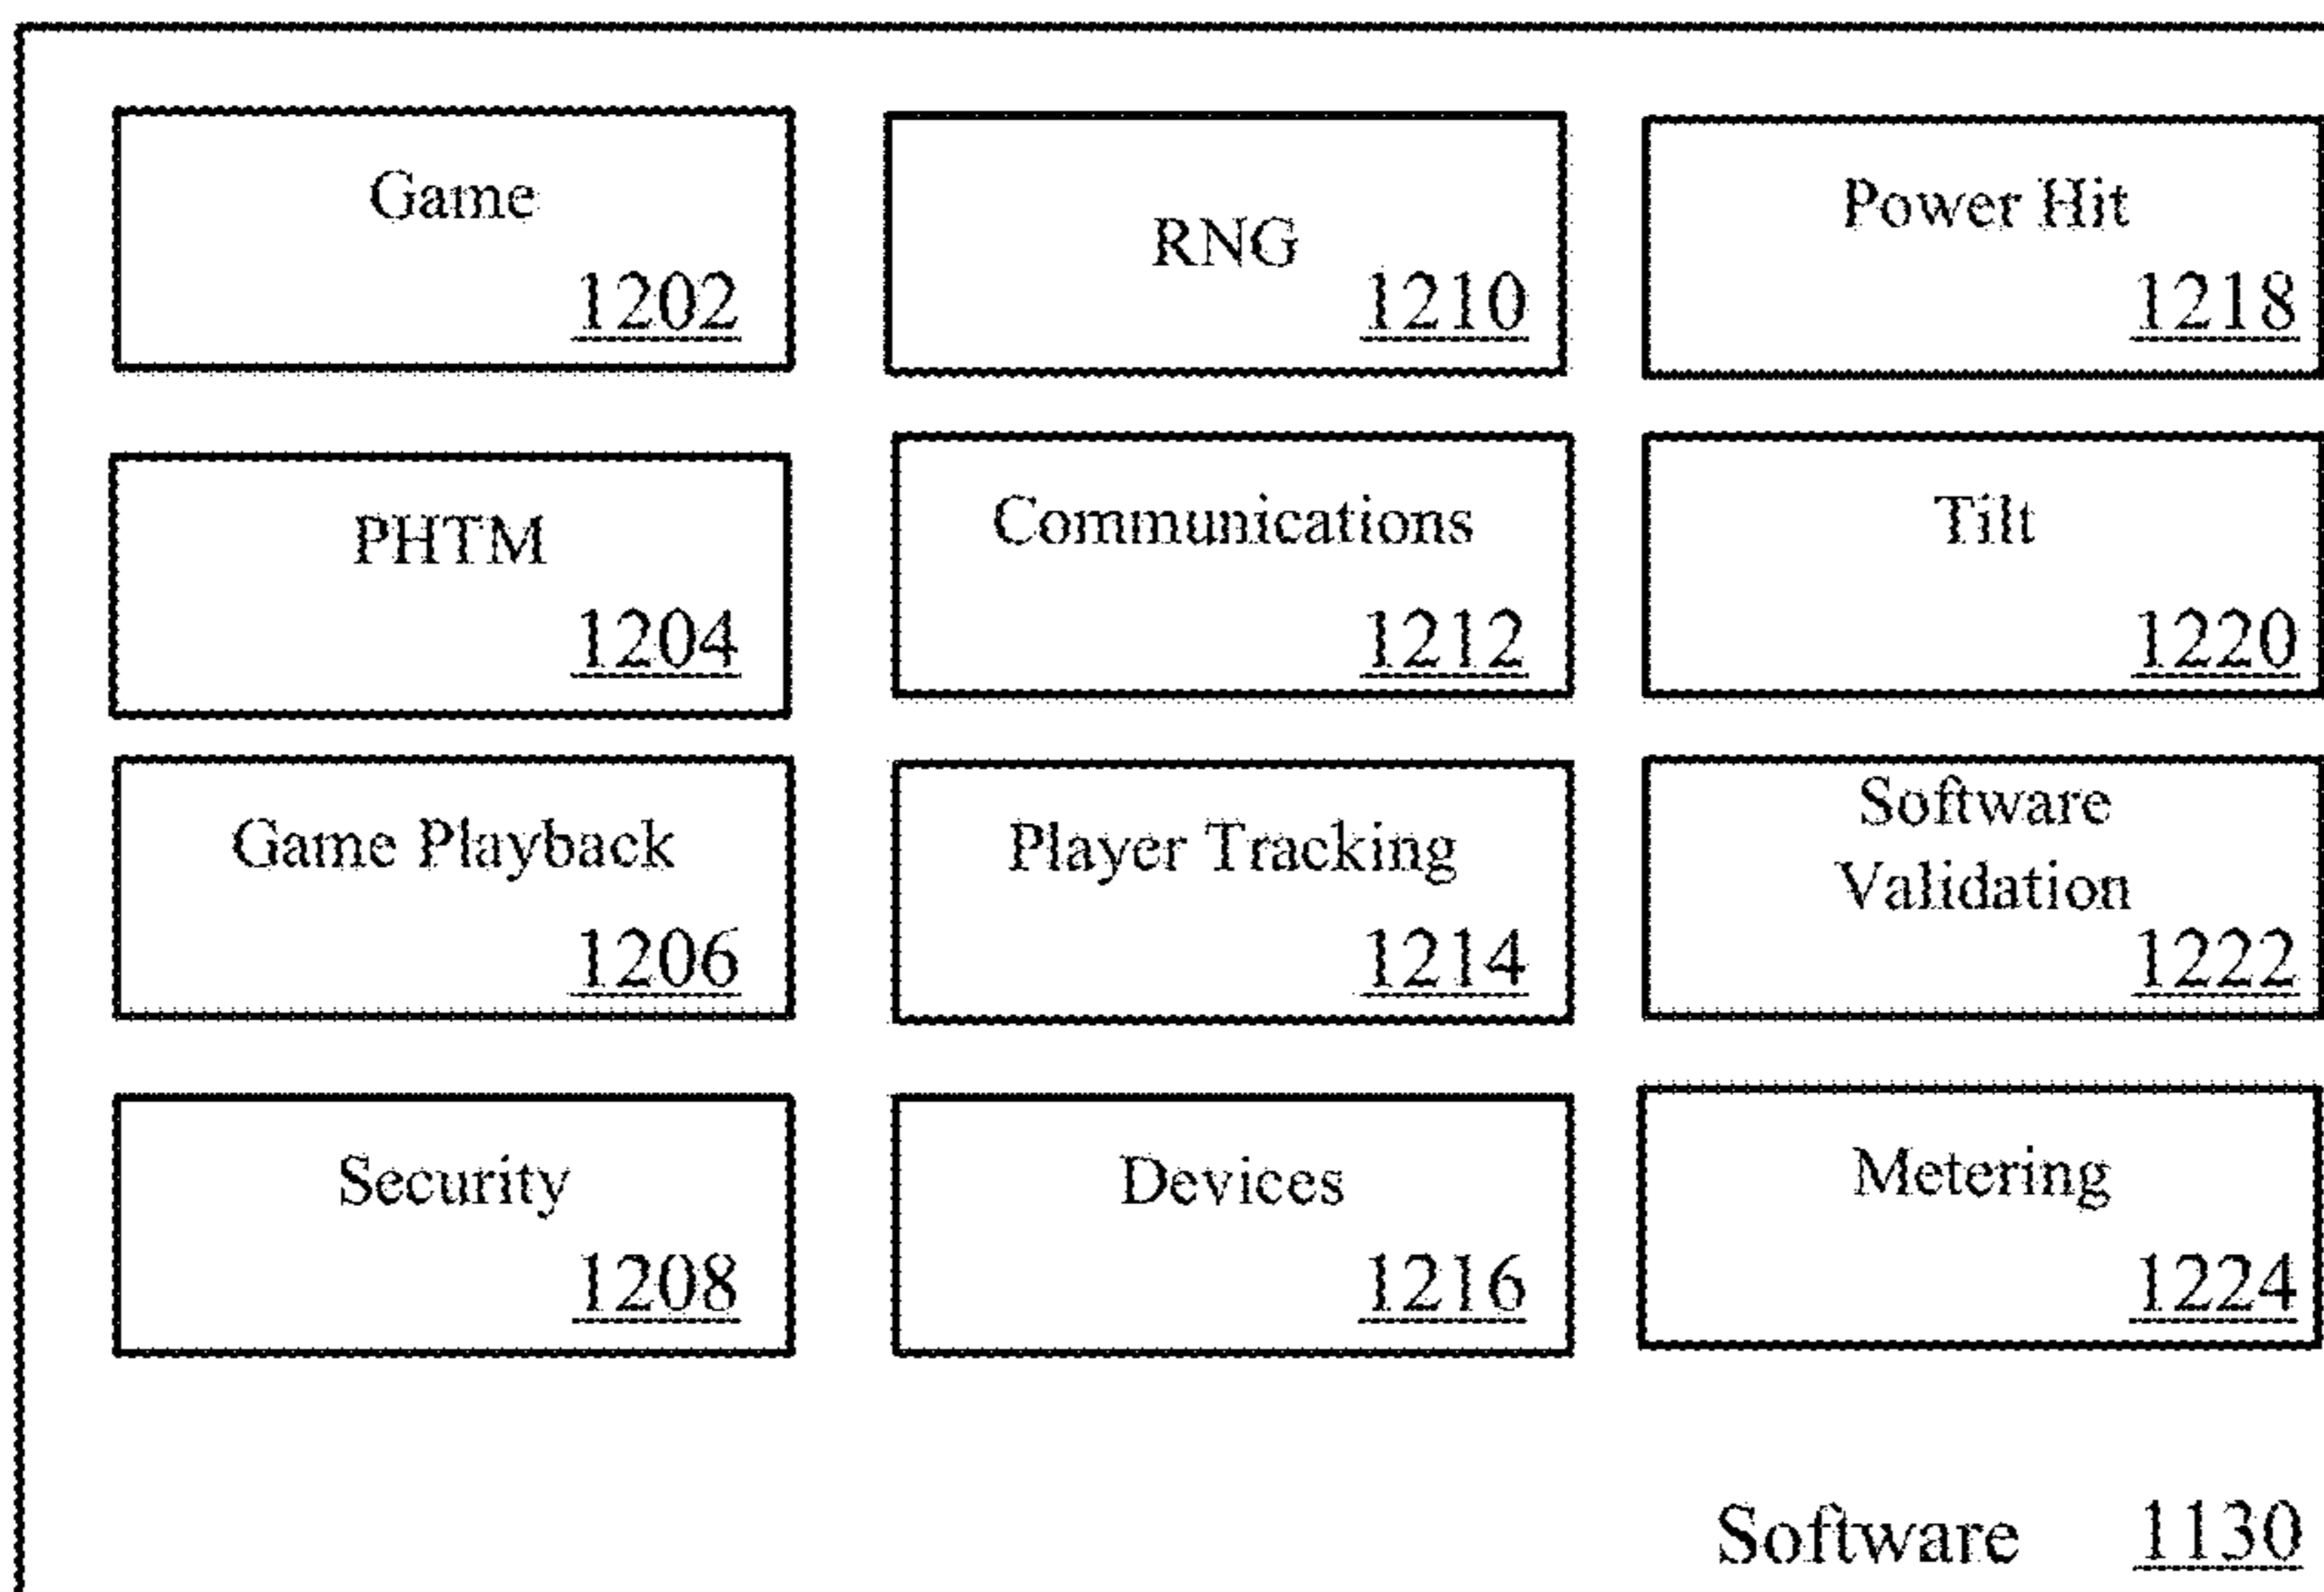 Game
1202
RNG
1210
Power Hit
1218
PHTM
1204
Communications
1212
Tilt
1220
Game Playback
1206
Player Tracking
1214
Software
Validation
1222
Security
1208
Devices
1216
Metering
1224
Software 1130